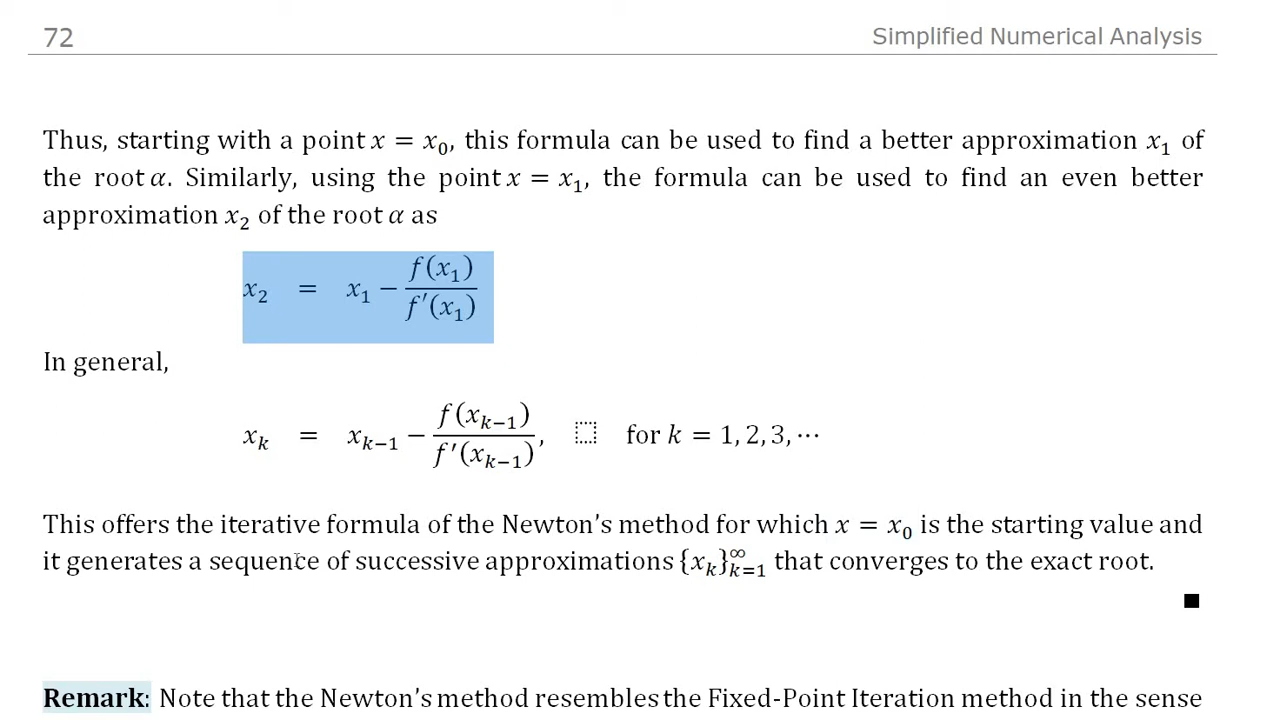 72 Simplified Numerical Analysis
Thus, starting with a point x = x₀, this formula can be used to find a better approximation x₁ of
the root α. Similarly, using the point x = x₁, the formula can be used to find an even better
approximation x₂ of the root α as
x₂ = x₁ − f(x₁)/f′(x₁)
In general,
xₖ = xₖ₋₁ − f(xₖ₋₁)/f′(xₖ₋₁), for k = 1, 2, 3, ⋯
This offers the iterative formula of the Newton's method for which x = x₀ is the starting value and
it generates a sequence of successive approximations {xₖ}ₖ₌₁^∞ that converges to the exact root.
■
Remark: Note that the Newton's method resembles the Fixed-Point Iteration method in the sense